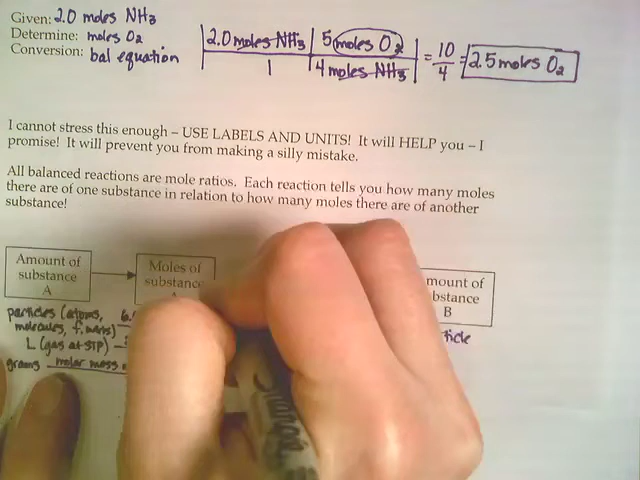 Given: 2.0 moles NH₃
Determine: moles O₂
Conversion: bal equation
2.0 moles NH₃ | 5 moles O₂
1 | 4 moles NH₃
= 10/4 = 2.5 moles O₂
I cannot stress this enough – USE LABELS AND UNITS! It will HELP you – I
promise! It will prevent you from making a silly mistake.
All balanced reactions are mole ratios. Each reaction tells you how many moles
there are of one substance in relation to how many moles there are of another
substance!
Amount of
substance
A
Moles of
substance
mount of
bstance
B
particles (atoms,
molecules, f. units)
L (gas at STP)
grams molar mass
ticle